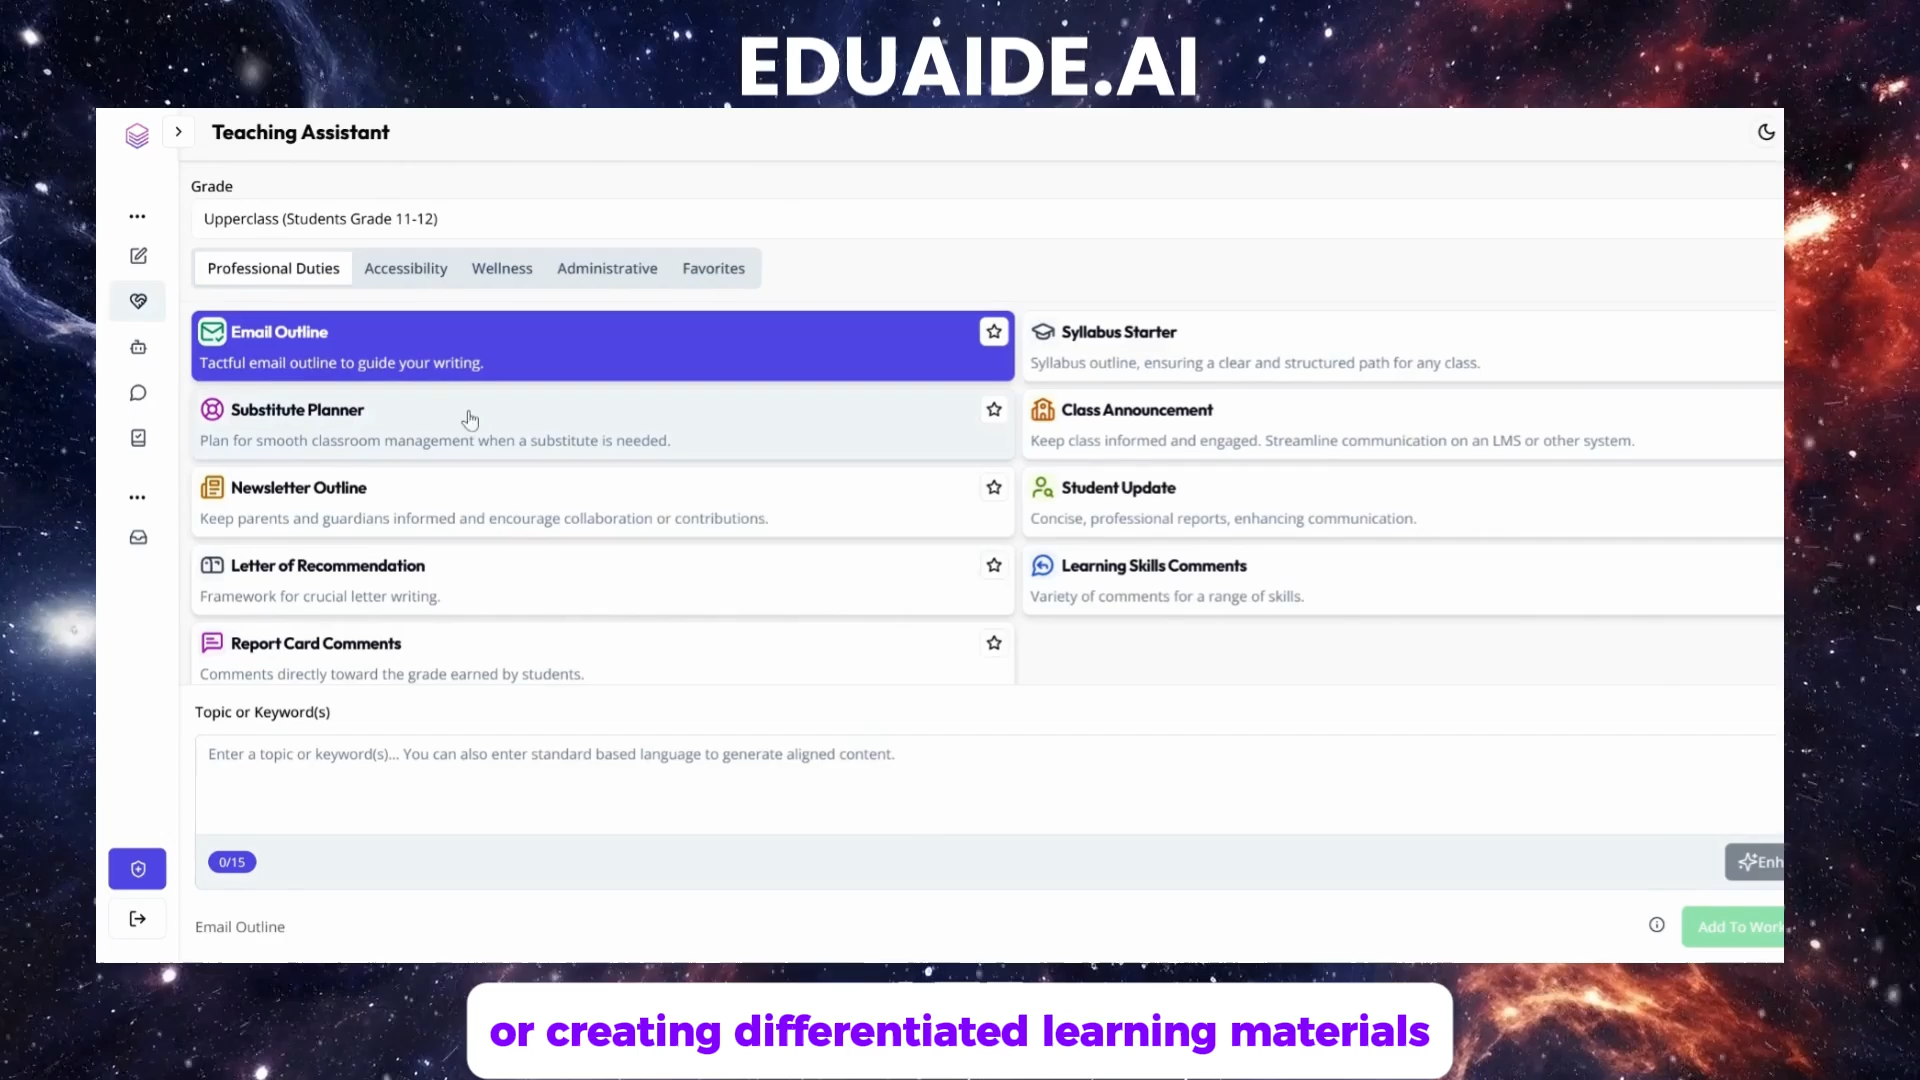 EDUAIDE.AI
Teaching Assistant
Grade
Upperclass (Students Grade 11-12)
Professional Duties Accessibility Wellness Administrative Favorites
Email Outline
Tactful email outline to guide your writing.
Syllabus Starter
Syllabus outline, ensuring a clear and structured path for any class.
Substitute Planner
Plan for smooth classroom management when a substitute is needed.
Class Announcement
Keep class informed and engaged. Streamline communication on an LMS or other system.
Newsletter Outline
Keep parents and guardians informed and encourage collaboration or contributions.
Student Update
Concise, professional reports, enhancing communication.
Letter of Recommendation
Framework for crucial letter writing.
Learning Skills Comments
Variety of comments for a range of skills.
Report Card Comments
Comments directly toward the grade earned by students.
Topic or Keyword(s)
Enter a topic or keyword(s)... You can also enter standard based language to generate aligned content.
0/15
Enh
Email Outline
Add To Work
or creating differentiated learning materials